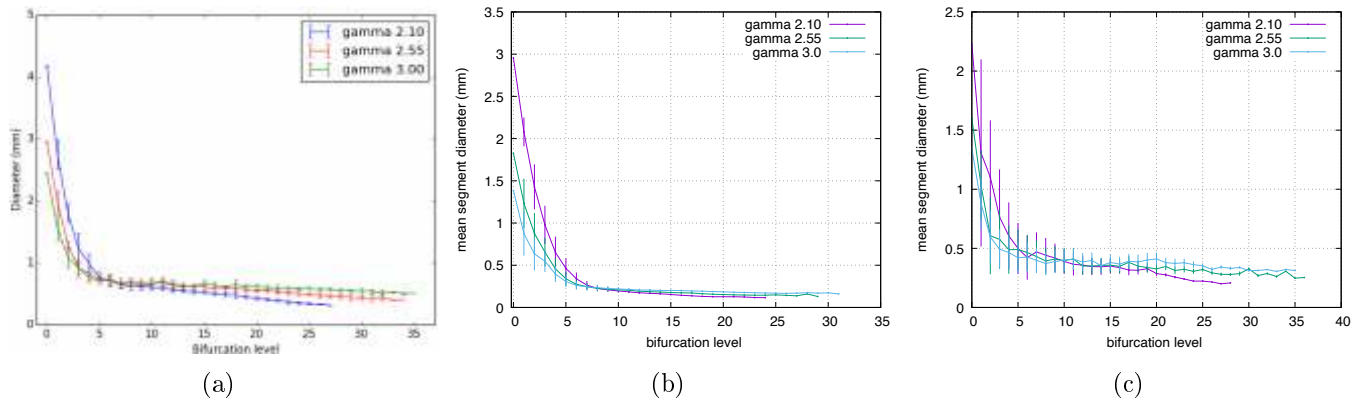 5
4
3
2
1
0
Diameter (mm)
gamma 2.10
gamma 2.55
gamma 3.00
0 5 10 15 20 25 30 35
Bifurcation level
(a)
3.5
3
2.5
2
1.5
1
0.5
0
mean segment diameter (mm)
gamma 2.10
gamma 2.55
gamma 3.0
0 5 10 15 20 25 30 35
bifurcation level
(b)
2.5
2
1.5
1
0.5
0
mean segment diameter (mm)
gamma 2.10
gamma 2.55
gamma 3.0
0 5 10 15 20 25 30 35 40
bifurcation level
(c)